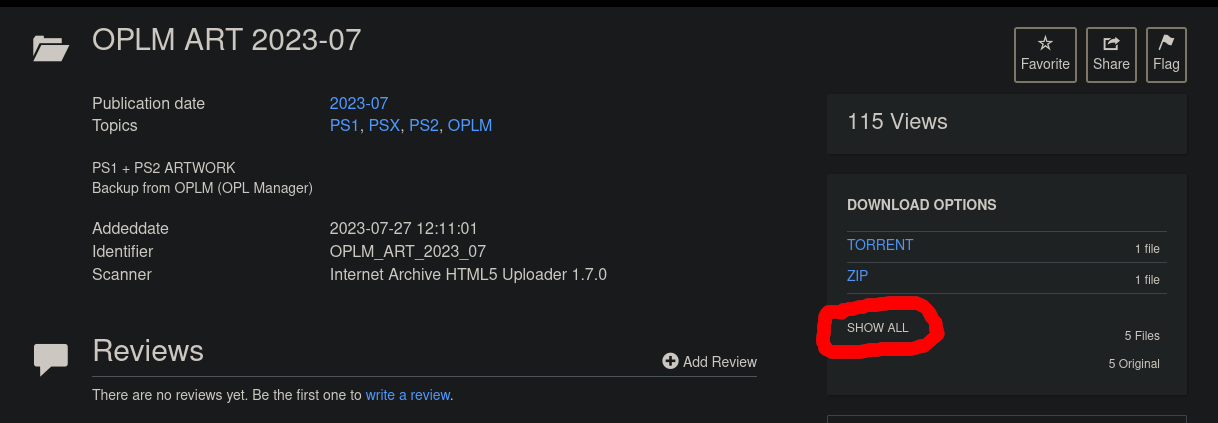 OPLM ART 2023-07
Favorite
Share
Flag
Publication date 2023-07
Topics PS1, PSX, PS2, OPLM
PS1 + PS2 ARTWORK
Backup from OPLM (OPL Manager)
Addeddate 2023-07-27 12:11:01
Identifier OPLM_ART_2023_07
Scanner Internet Archive HTML5 Uploader 1.7.0
Reviews
Add Review
There are no reviews yet. Be the first one to write a review.
115 Views
DOWNLOAD OPTIONS
TORRENT 1 file
ZIP 1 file
SHOW ALL
5 Files
5 Original